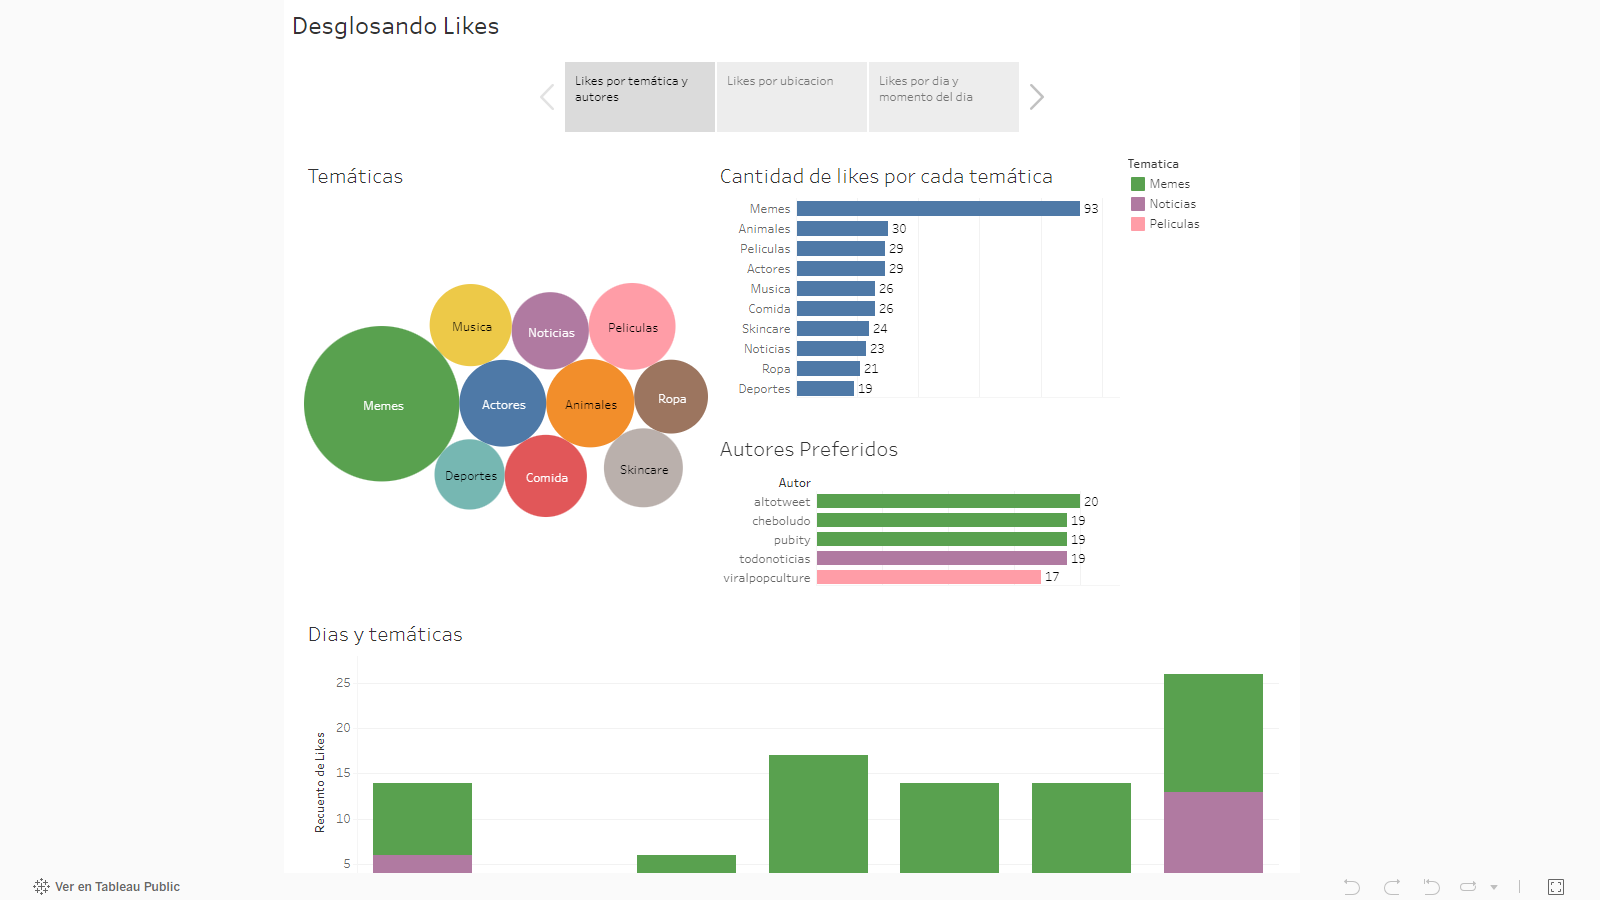 Desglosando Likes
Likes por temática y
autores
Likes por ubicacion
Likes por dia y
momento del dia
Temáticas
Musica
Noticias
Peliculas
Memes
Actores
Animales
Ropa
Deportes
Comida
Skincare
Cantidad de likes por cada temática
Memes 93
Animales 30
Peliculas 29
Actores 29
Musica 26
Comida 26
Skincare 24
Noticias 23
Ropa 21
Deportes 19
Tematica
Memes
Noticias
Peliculas
Autores Preferidos
Autor
altotweet 20
cheboludo 19
pubity 19
todonoticias 19
viralpopculture 17
Dias y temáticas
Recuento de Likes
25
20
15
10
5
Ver en Tableau Public